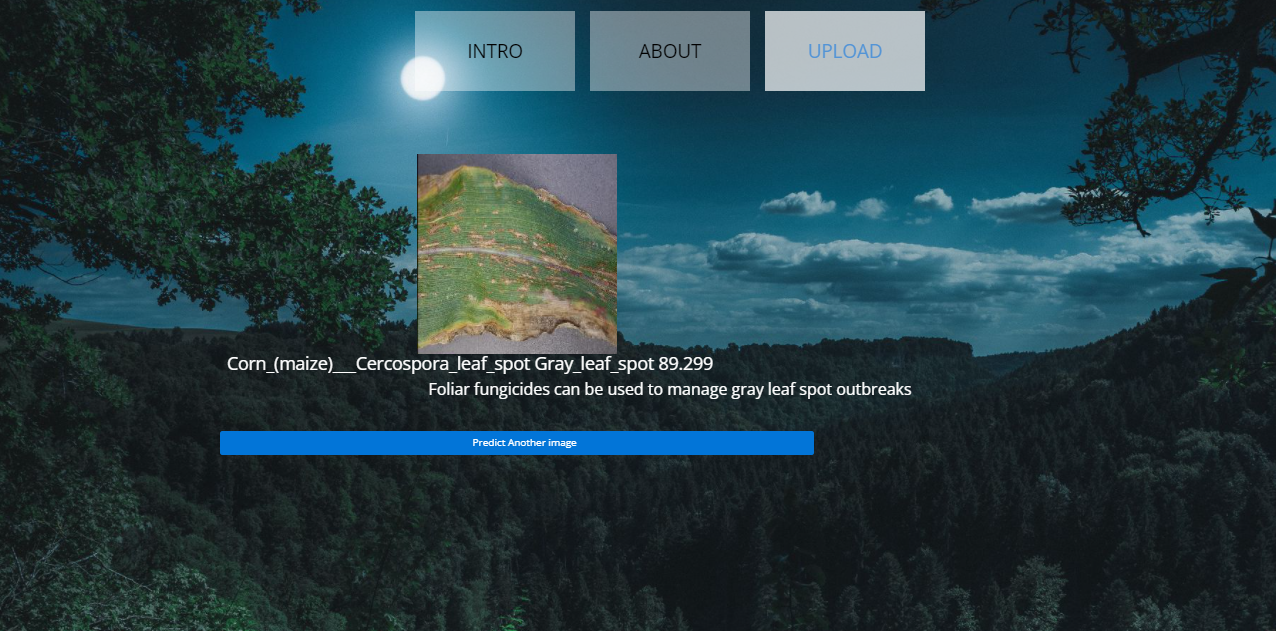 INTRO
ABOUT
UPLOAD
Corn_(maize)___Cercospora_leaf_spot Gray_leaf_spot 89.299
Foliar fungicides can be used to manage gray leaf spot outbreaks
Predict Another image